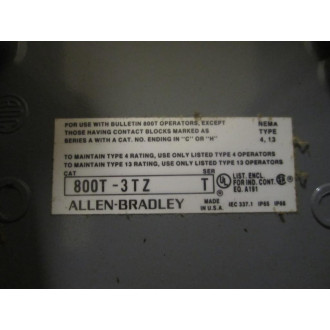 FOR USE WITH BULLETIN 800T OPERATORS, EXCEPT NEMA
THOSE HAVING CONTACT BLOCKS MARKED AS TYPE
SERIES A WITH A CAT. NO. ENDING IN "C" OR "H" 4, 13
TO MAINTAIN TYPE 4 RATING, USE ONLY LISTED TYPE 4 OPERATORS
TO MAINTAIN TYPE 13 RATING, USE ONLY LISTED TYPE 13 OPERATORS
CAT SER
800T-3TZ T
UL LIST. ENCL.
FOR IND. CONT.
EQ. A191
ALLEN-BRADLEY MADE IN U.S.A. IEC 337.1 IP65 IP66